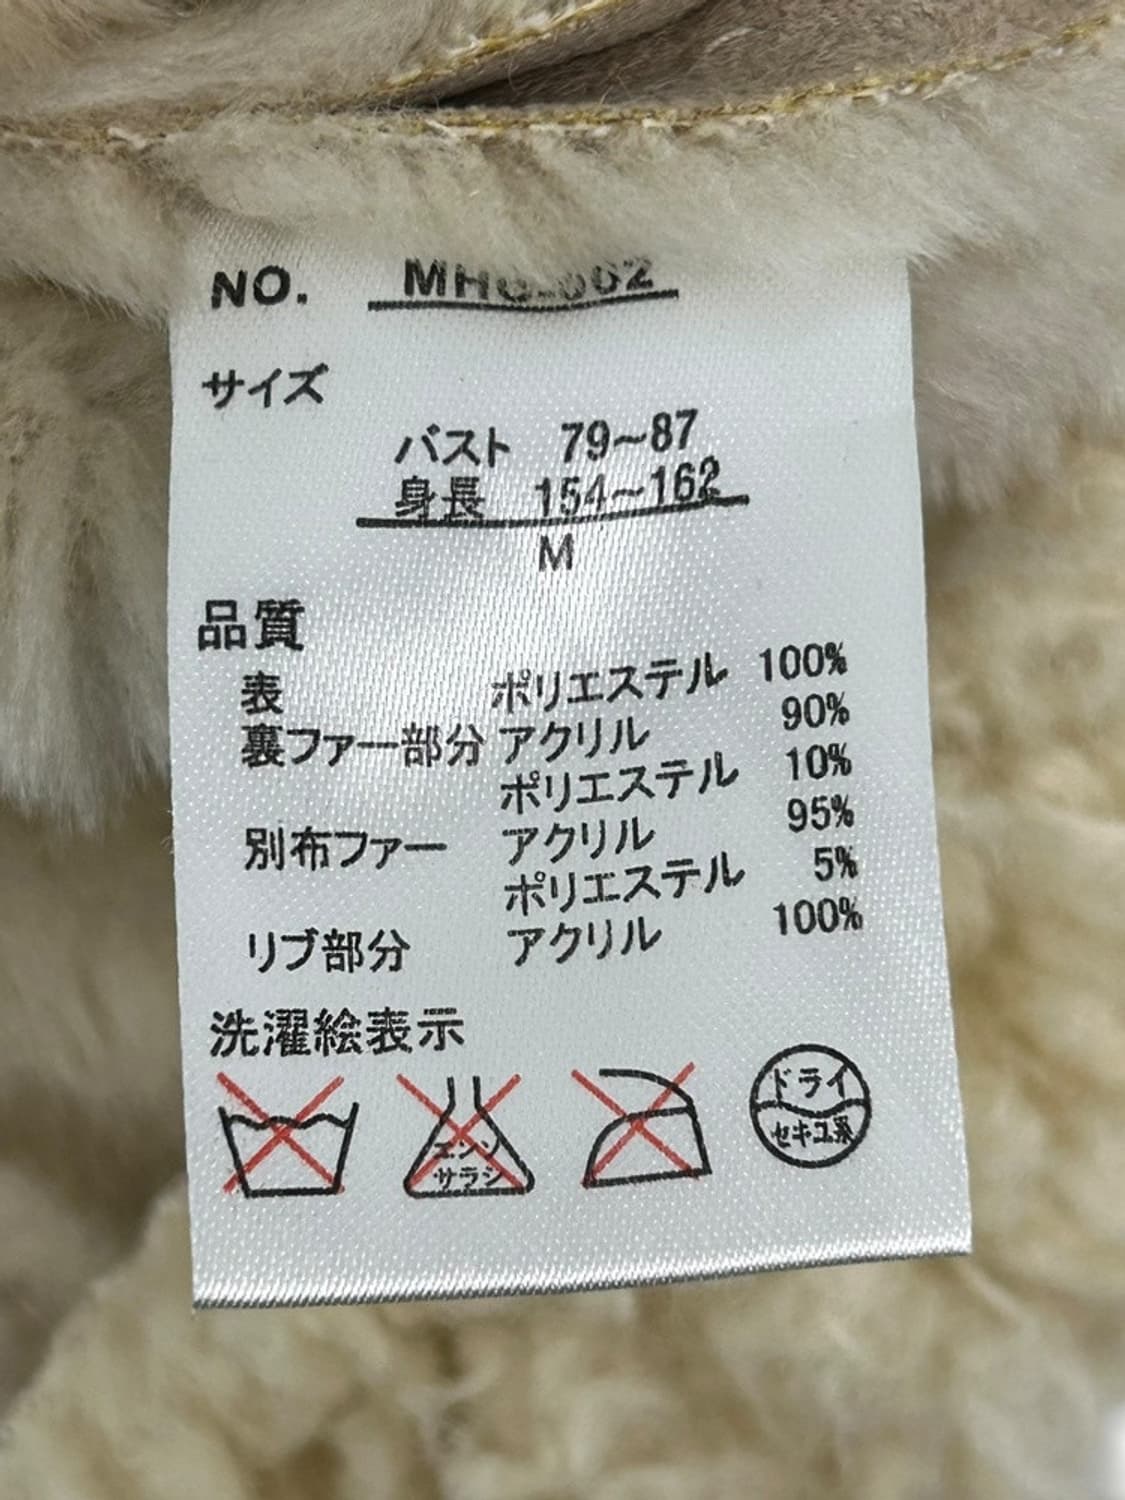 NO.
サイズ
バスト 79~87
身長 154~162
M
品質
表 ポリエステル 100%
裏ファー部分 アクリル 90%
ポリエステル 10%
別布ファー アクリル 95%
ポリエステル 5%
リブ部分 アクリル 100%
洗濯絵表示
エンソ
サラシ
ドライ
セキユ系